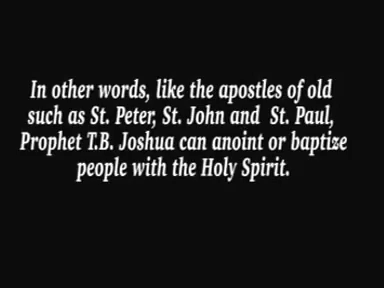 In other words, like the apostles of old
such as St. Peter, St. John and St. Paul,
Prophet T.B. Joshua can anoint or baptize
people with the Holy Spirit.